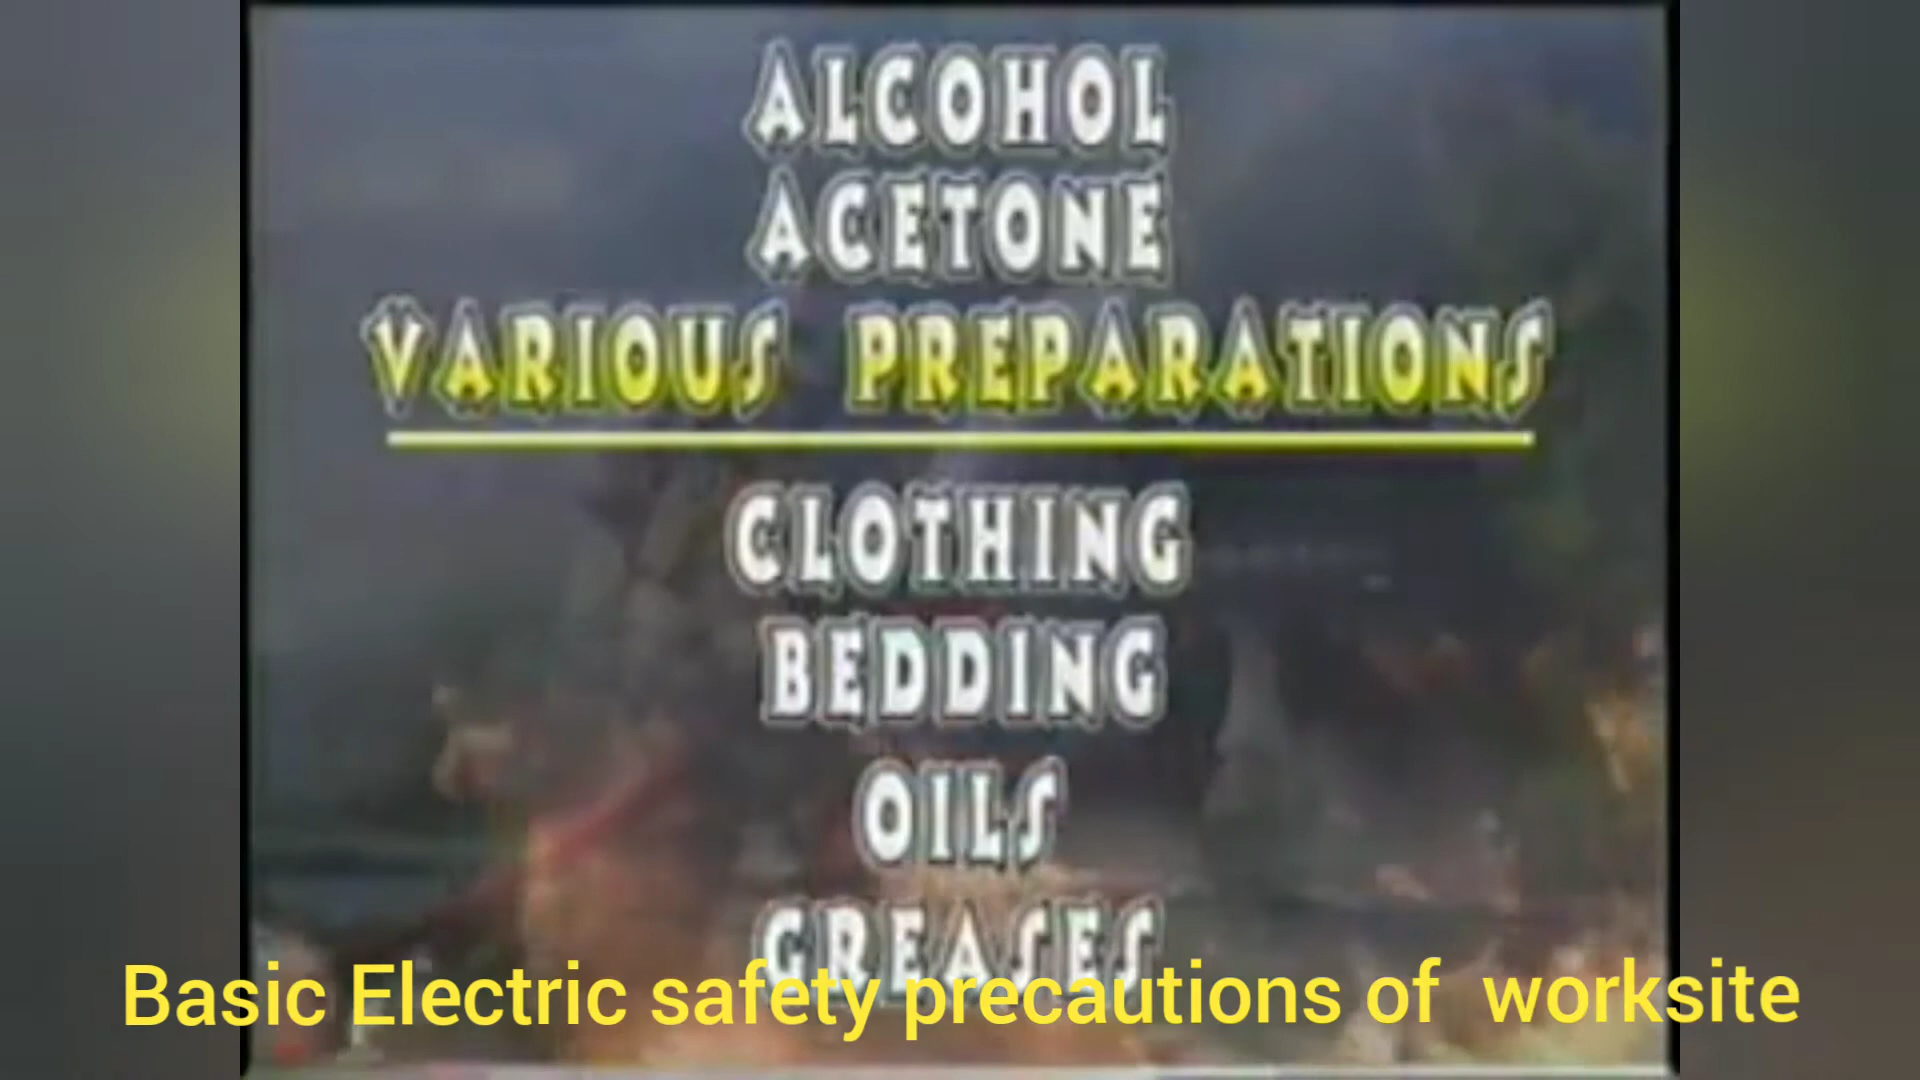 ALCOHOL
ACETONE
VARIOUS PREPARATIONS
CLOTHING
BEDDING
OILS
GREASES
Basic Electric safety precautions of worksite